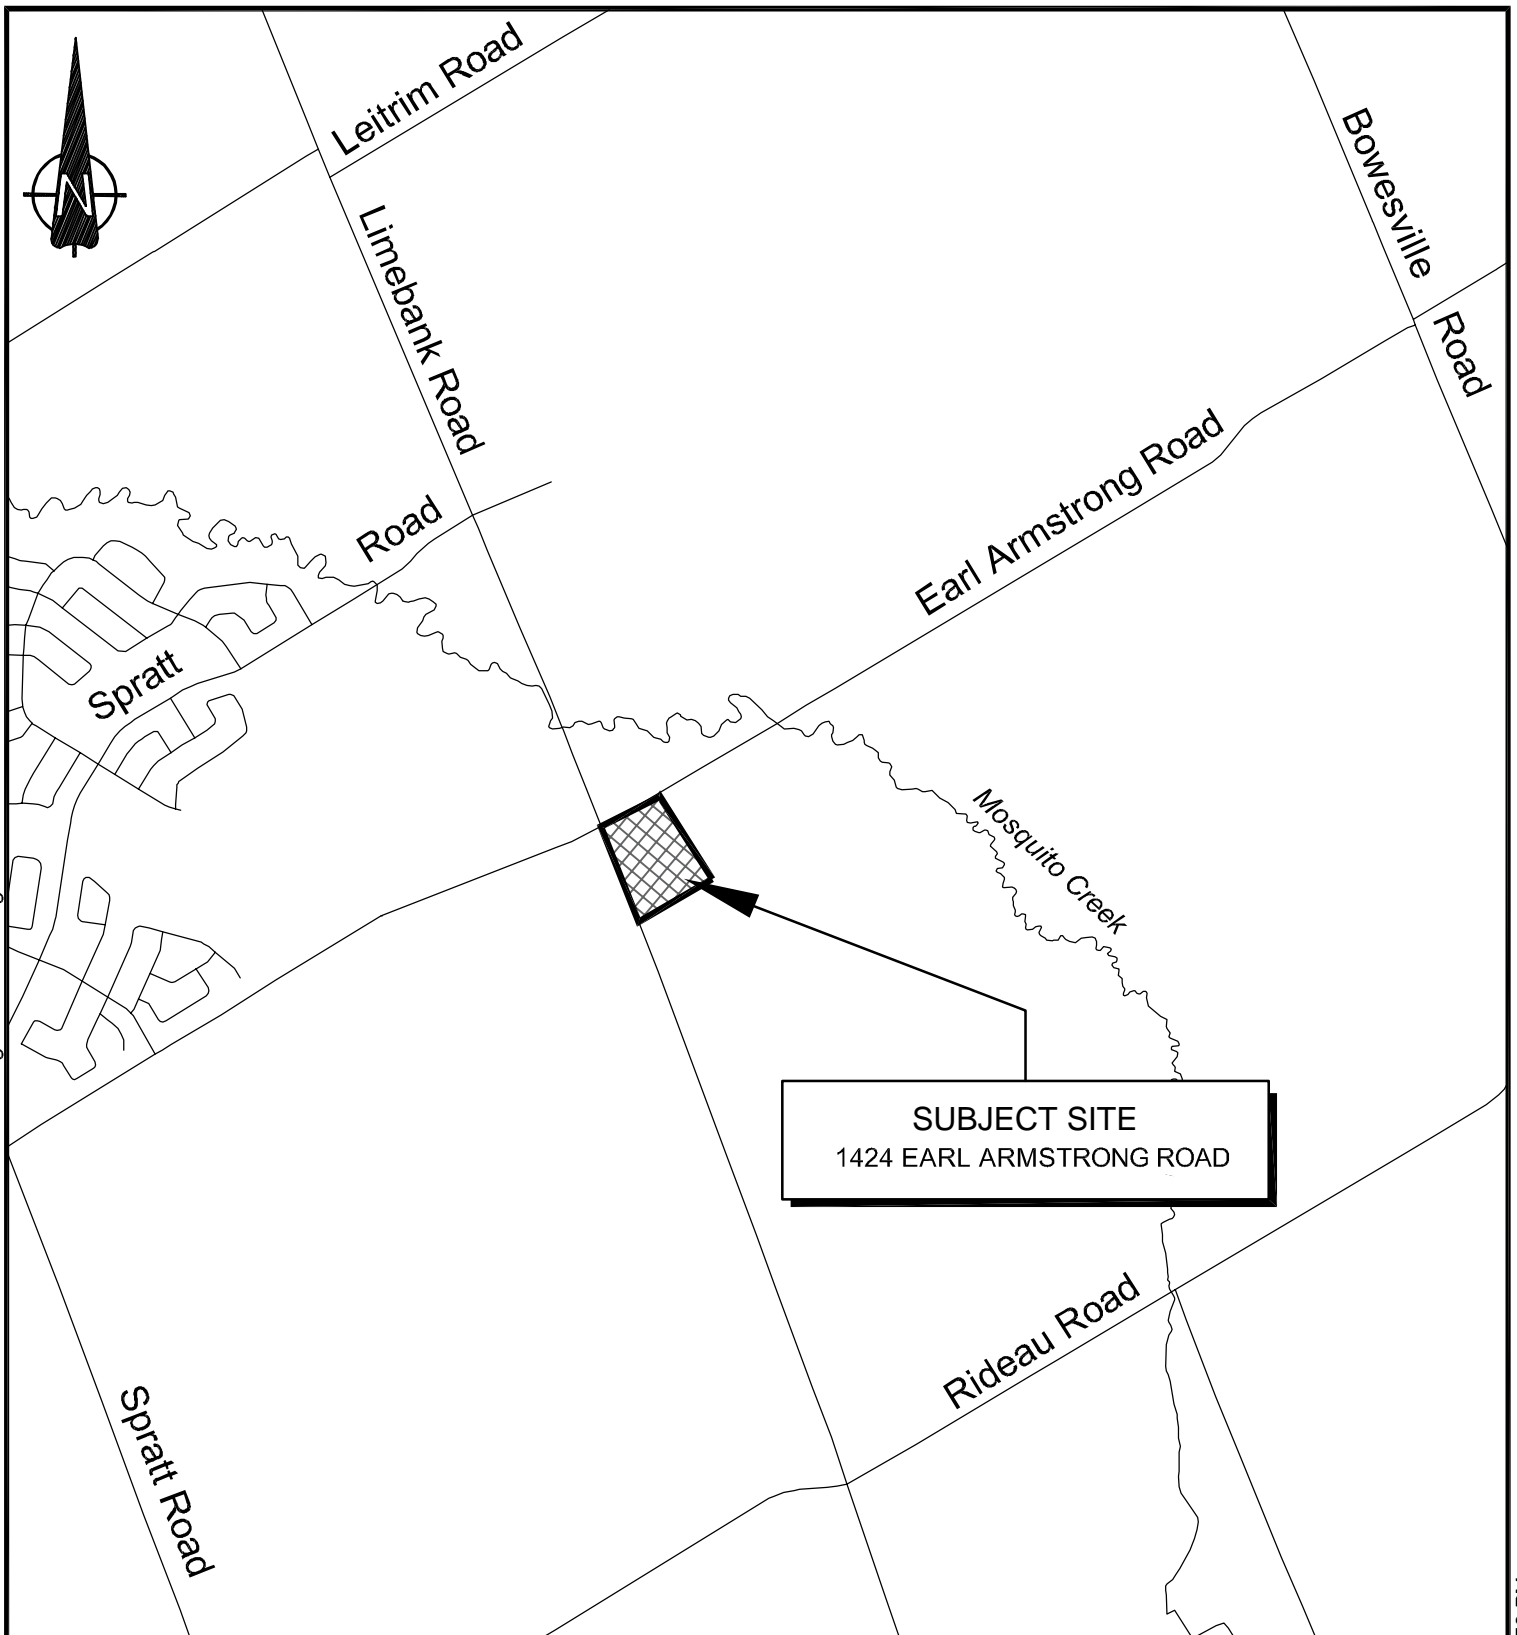 Leitrim Road
N
Bowesville
Road
Limebank Road
Earl Armstrong Road
Road
Spratt
Mosquito Creek
SUBJECT SITE
1424 EARL ARMSTRONG ROAD
Rideau Road
Spratt Road